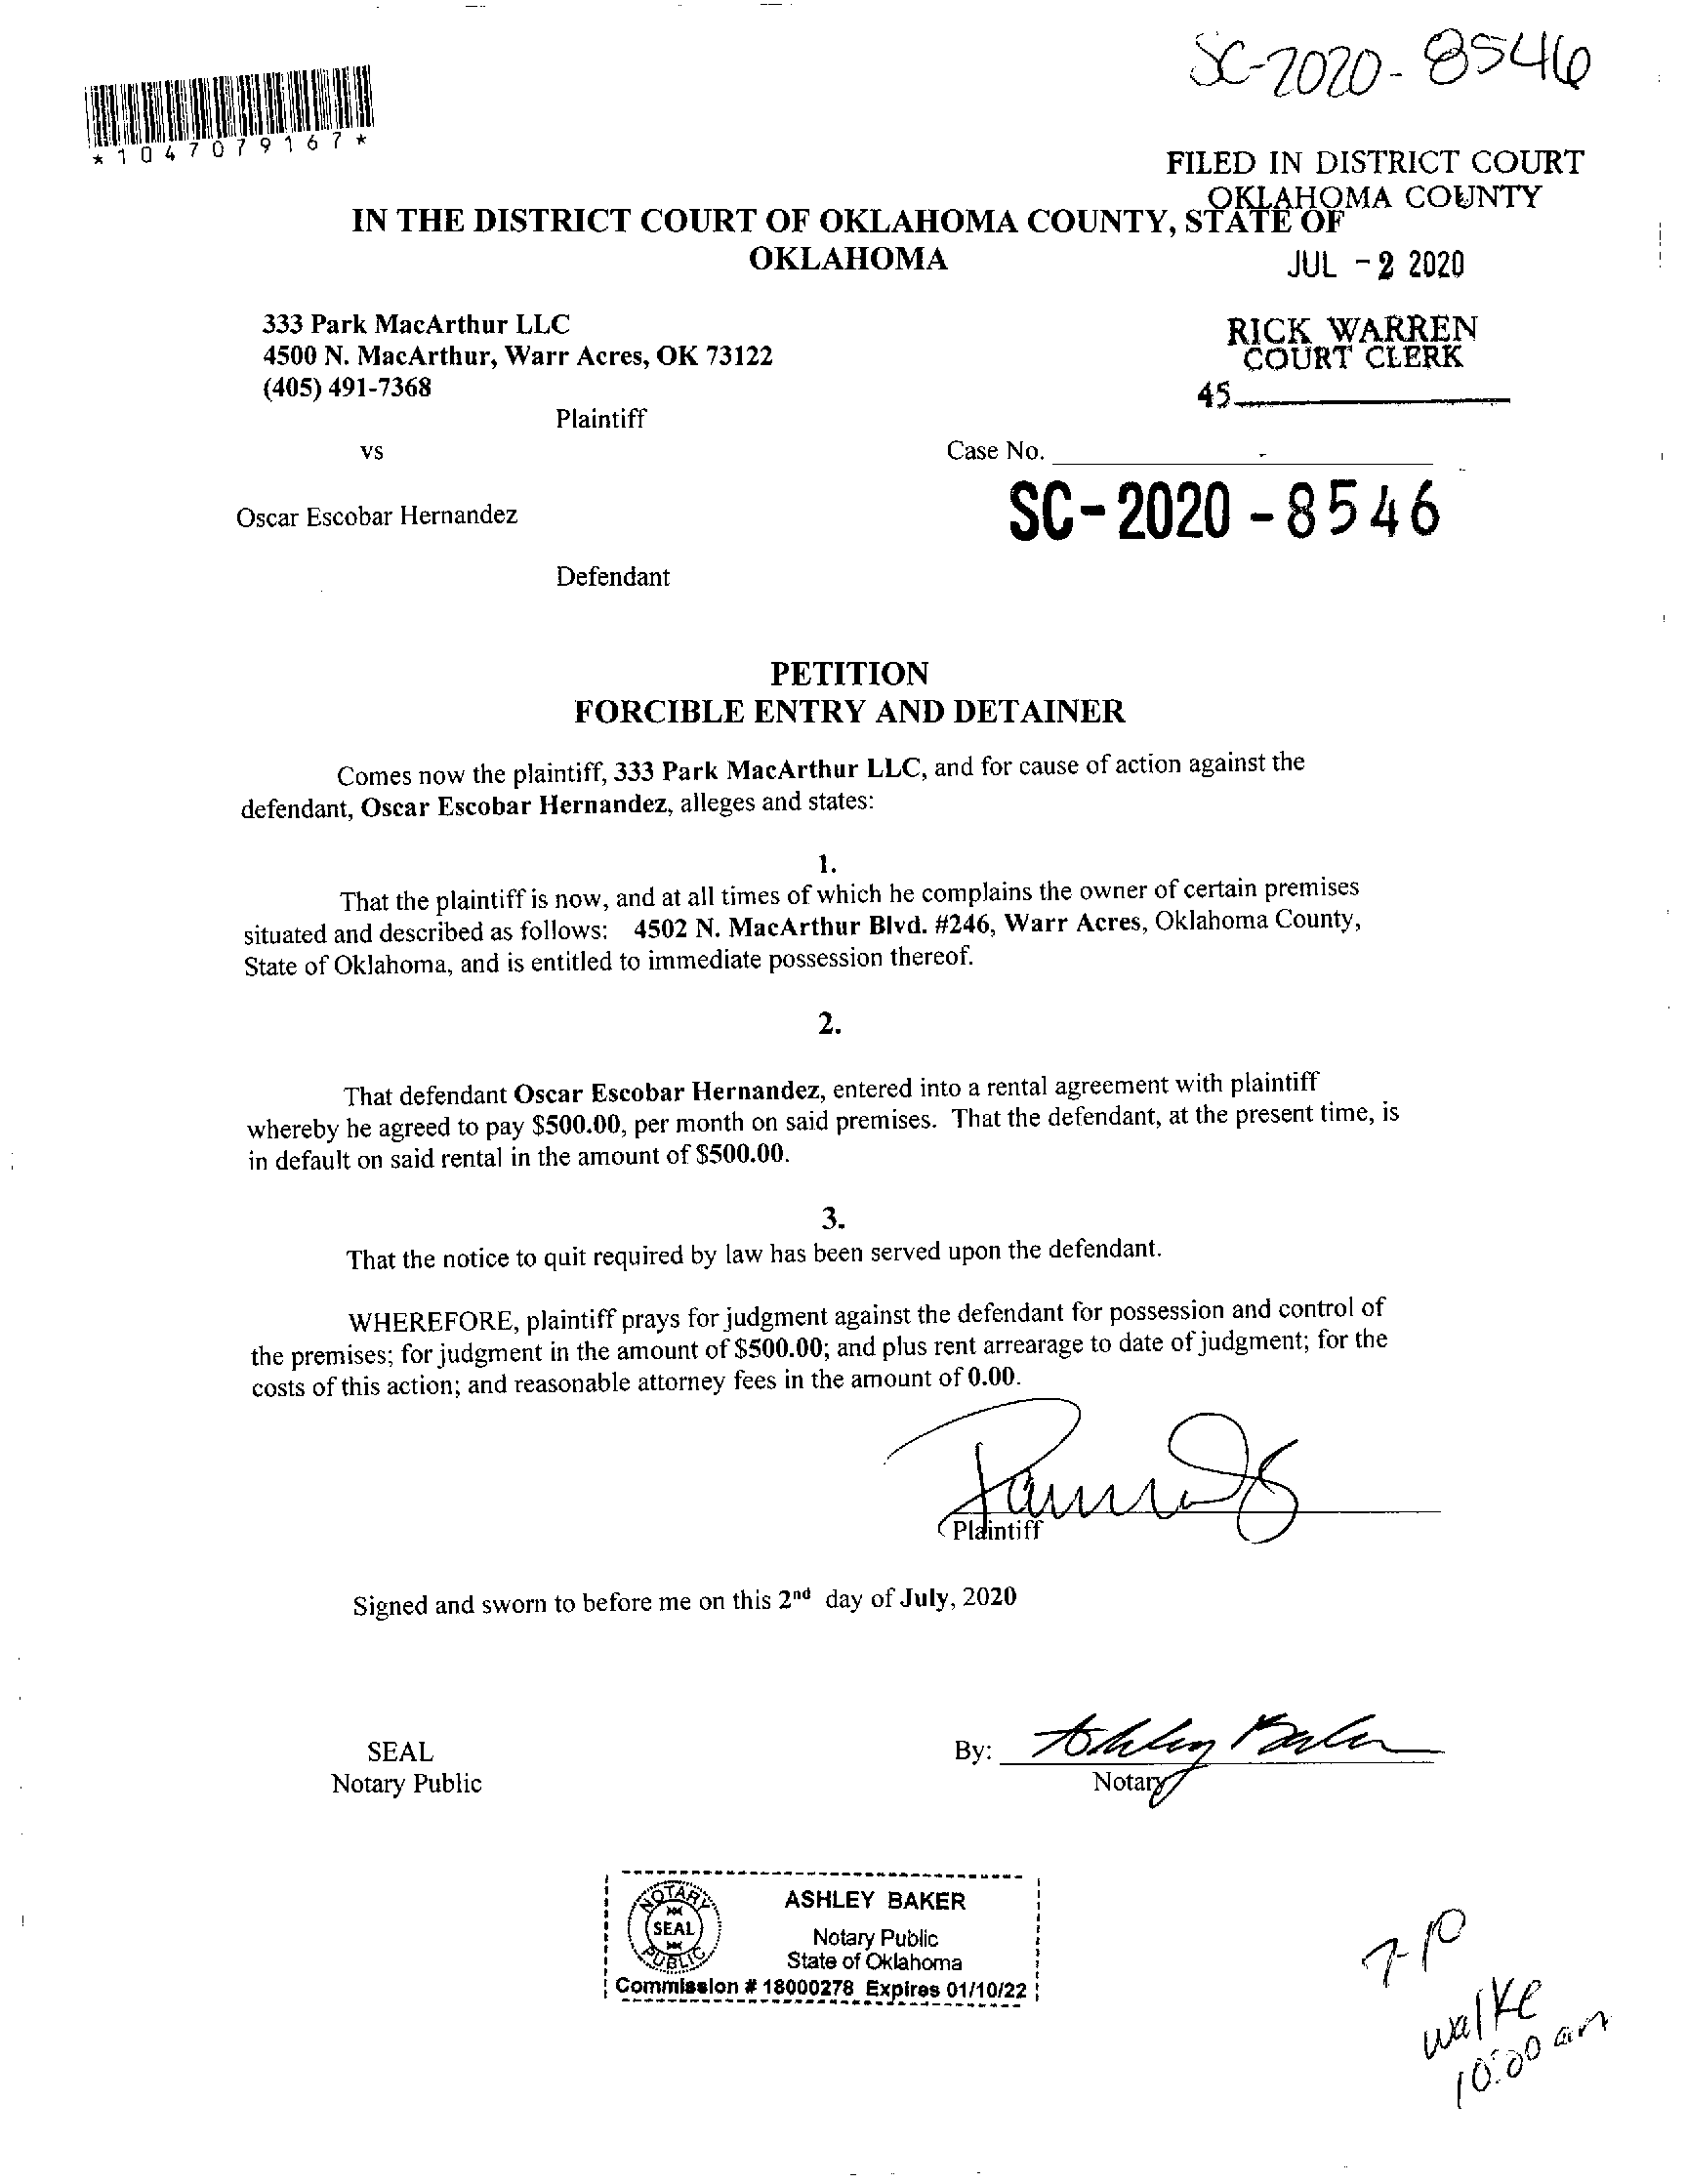 SC-2020-8546
*1047079167*
FILED IN DISTRICT COURT
OKLAHOMA COUNTY
IN THE DISTRICT COURT OF OKLAHOMA COUNTY, STATE OF
OKLAHOMA
JUL -2 2020
333 Park MacArthur LLC
4500 N. MacArthur, Warr Acres, OK 73122
(405) 491-7368
RICK WARREN
COURT CLERK
45
Plaintiff
vs
Case No.
SC-2020-8546
Oscar Escobar Hernandez
Defendant
PETITION
FORCIBLE ENTRY AND DETAINER
Comes now the plaintiff, 333 Park MacArthur LLC, and for cause of action against the
defendant, Oscar Escobar Hernandez, alleges and states:
1.
That the plaintiff is now, and at all times of which he complains the owner of certain premises
situated and described as follows: 4502 N. MacArthur Blvd. #246, Warr Acres, Oklahoma County,
State of Oklahoma, and is entitled to immediate possession thereof.
2.
That defendant Oscar Escobar Hernandez, entered into a rental agreement with plaintiff
whereby he agreed to pay $500.00, per month on said premises. That the defendant, at the present time, is
in default on said rental in the amount of $500.00.
3.
That the notice to quit required by law has been served upon the defendant.
WHEREFORE, plaintiff prays for judgment against the defendant for possession and control of
the premises; for judgment in the amount of $500.00; and plus rent arrearage to date of judgment; for the
costs of this action; and reasonable attorney fees in the amount of 0.00.
Plaintiff
Signed and sworn to before me on this 2nd day of July, 2020
SEAL
Notary Public
By: Ashley Baker
Notary
NOTARY
SEAL
PUBLIC
ASHLEY BAKER
Notary Public
State of Oklahoma
Commission # 18000278 Expires 01/10/22
7-10
walke
10:00 am